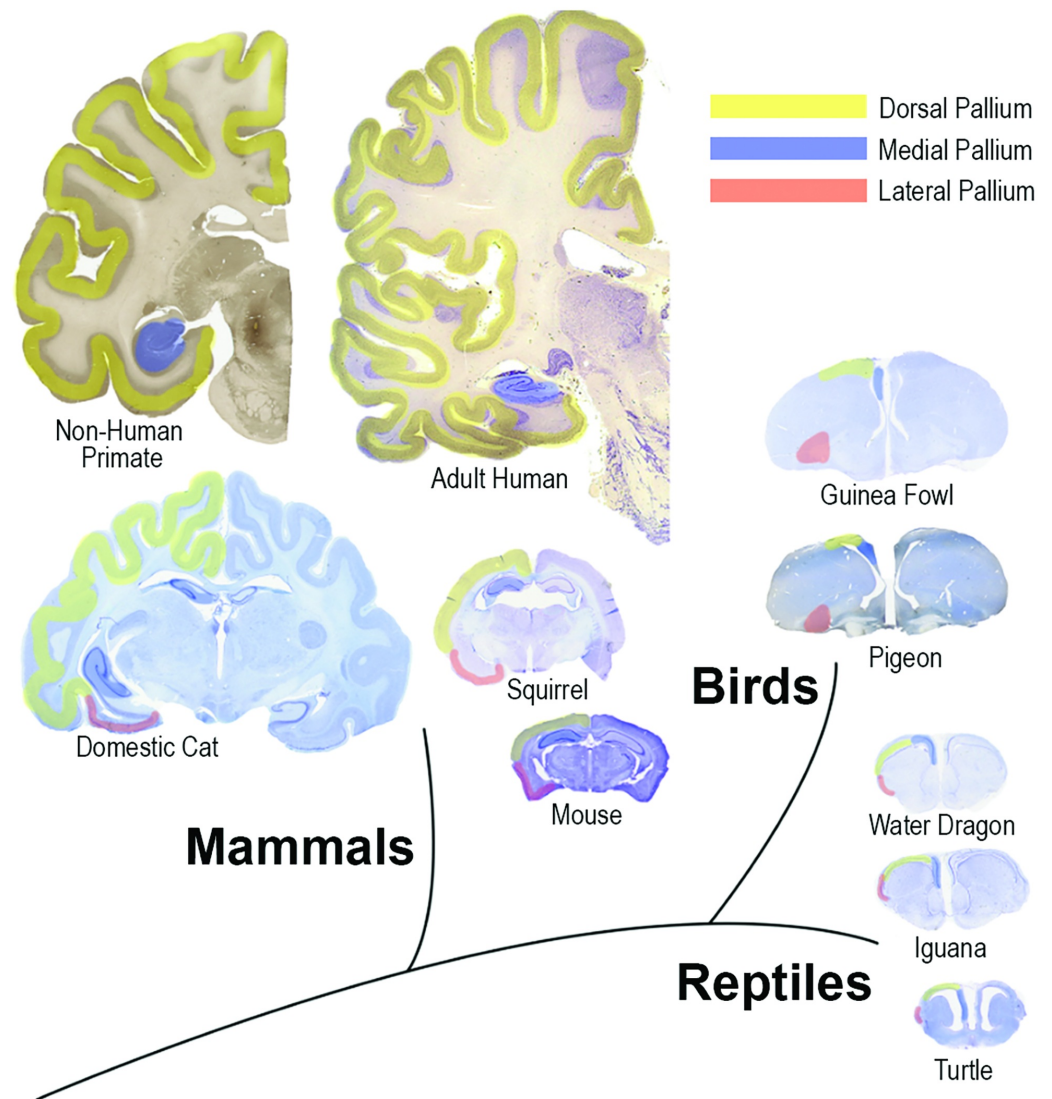 Dorsal Pallium
Medial Pallium
Lateral Pallium
Non-Human
Primate
Adult Human
Guinea Fowl
Pigeon
Domestic Cat
Squirrel
Mouse
Birds
Water Dragon
Mammals
Iguana
Reptiles
Turtle